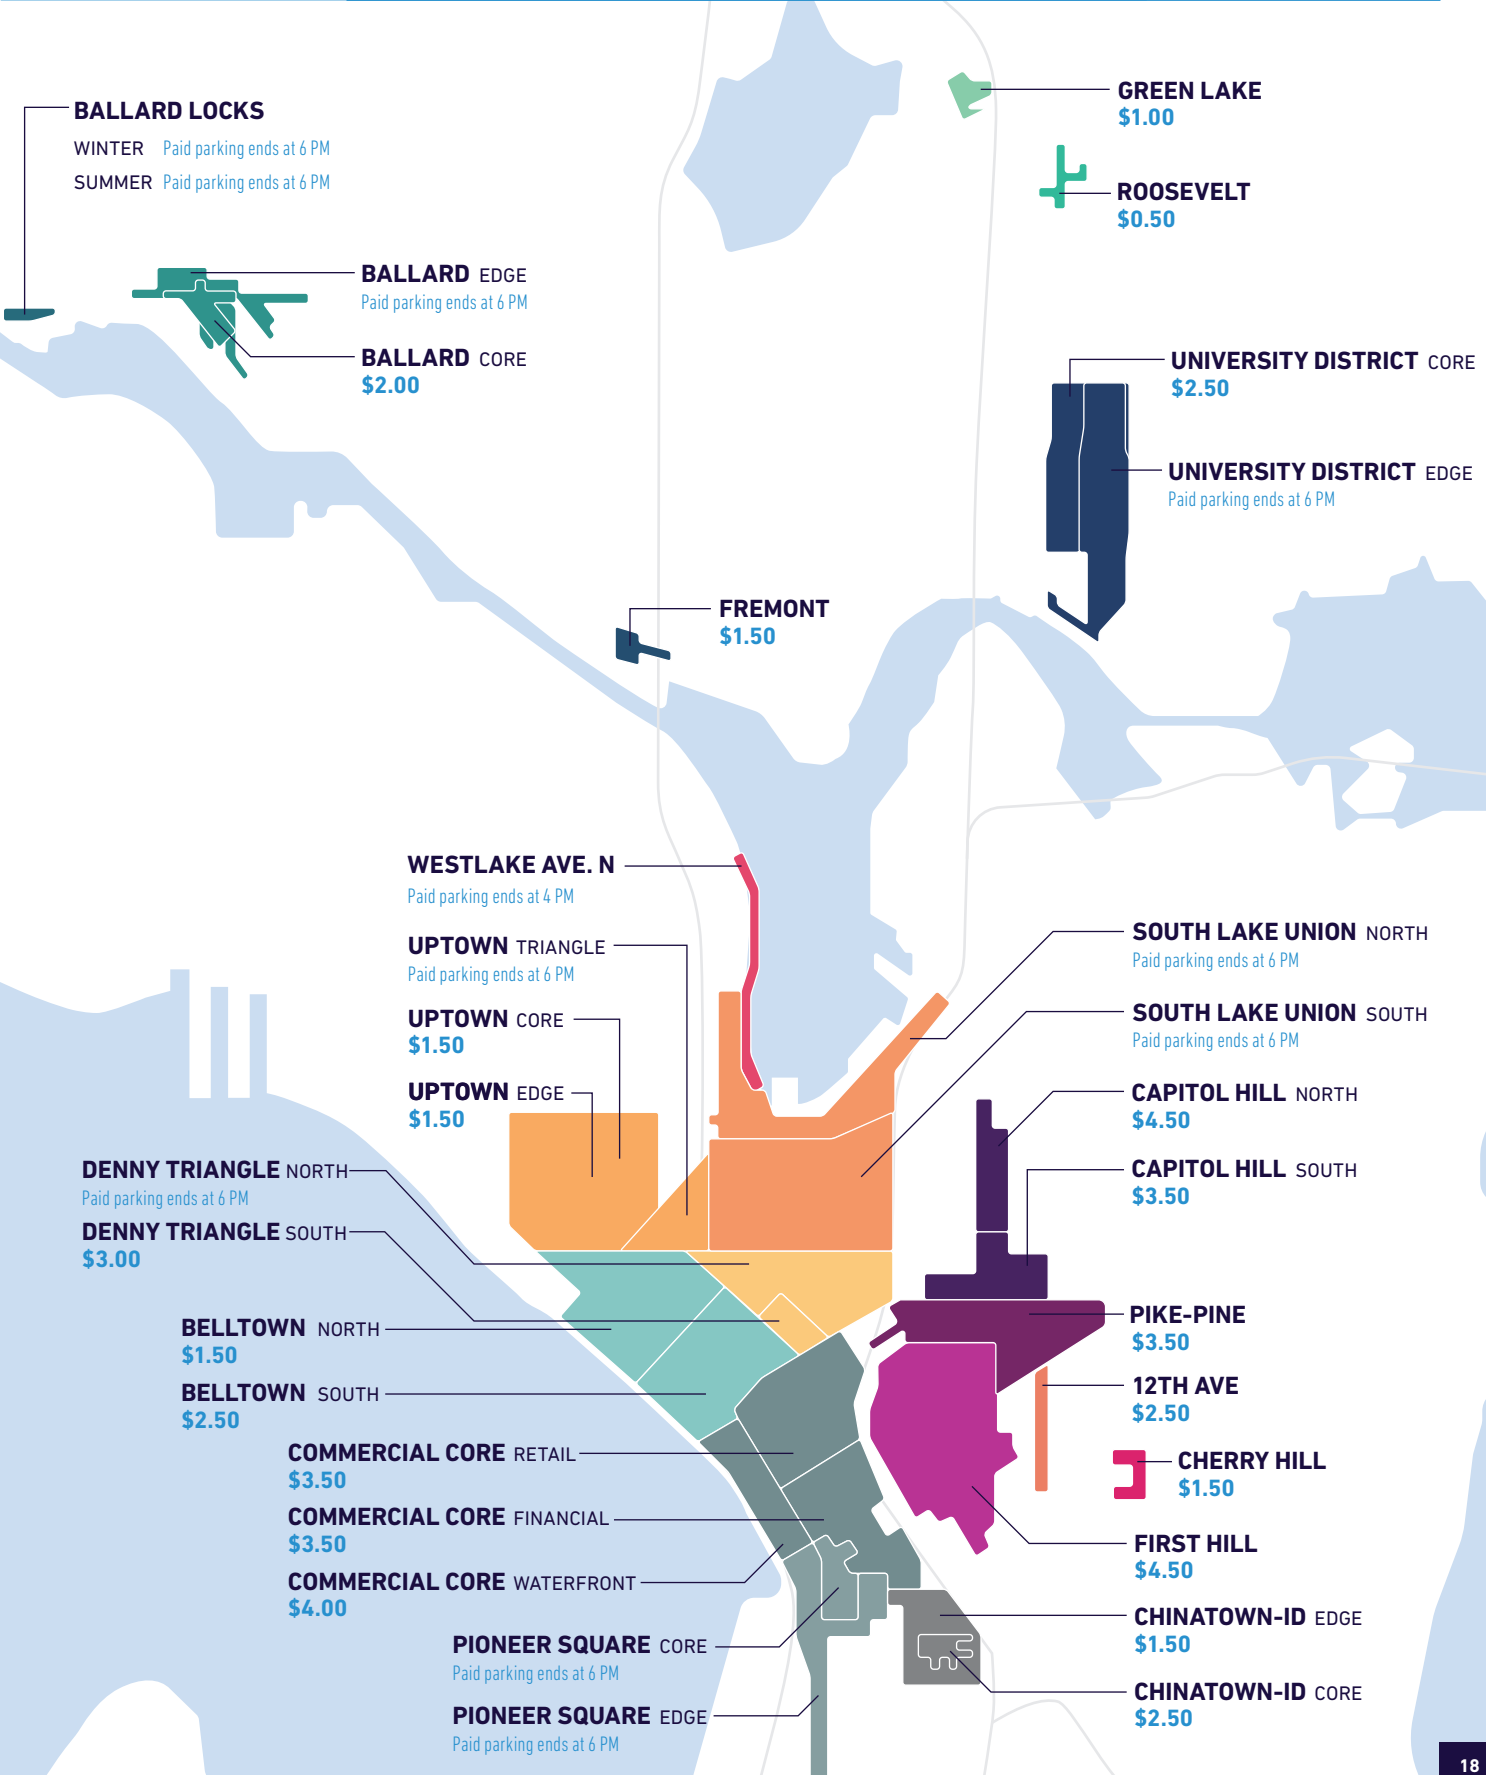 BALLARD LOCKS
WINTER Paid parking ends at 6 PM
SUMMER Paid parking ends at 6 PM
GREEN LAKE
$1.00
ROOSEVELT
$0.50
BALLARD EDGE
Paid parking ends at 6 PM
BALLARD CORE
$2.00
UNIVERSITY DISTRICT CORE
$2.50
UNIVERSITY DISTRICT EDGE
Paid parking ends at 6 PM
FREMONT
$1.50
WESTLAKE AVE. N
Paid parking ends at 4 PM
UPTOWN TRIANGLE
Paid parking ends at 6 PM
UPTOWN CORE
$1.50
UPTOWN EDGE
$1.50
DENNY TRIANGLE NORTH
Paid parking ends at 6 PM
DENNY TRIANGLE SOUTH
$3.00
BELLTOWN NORTH
$1.50
BELLTOWN SOUTH
$2.50
COMMERCIAL CORE RETAIL
$3.50
COMMERCIAL CORE FINANCIAL
$3.50
COMMERCIAL CORE WATERFRONT
$4.00
PIONEER SQUARE CORE
Paid parking ends at 6 PM
PIONEER SQUARE EDGE
Paid parking ends at 6 PM
SOUTH LAKE UNION NORTH
Paid parking ends at 6 PM
SOUTH LAKE UNION SOUTH
Paid parking ends at 6 PM
CAPITOL HILL NORTH
$4.50
CAPITOL HILL SOUTH
$3.50
PIKE-PINE
$3.50
12TH AVE
$2.50
CHERRY HILL
$1.50
FIRST HILL
$4.50
CHINATOWN-ID EDGE
$1.50
CHINATOWN-ID CORE
$2.50
18